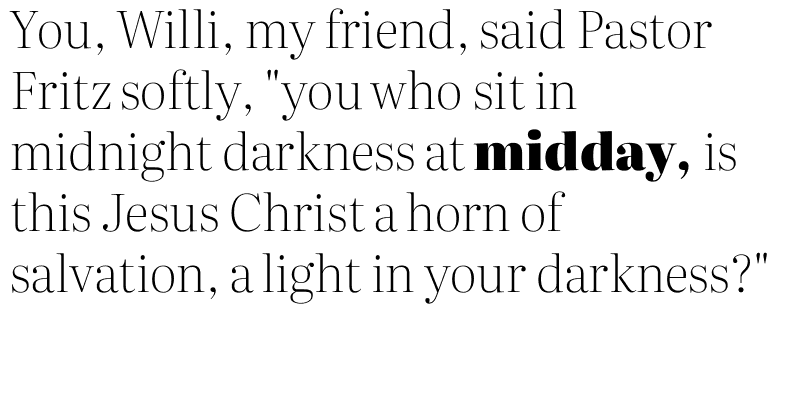 You, Willi, my friend, said Pastor
Fritz softly, "you who sit in
midnight darkness at midday, is
this Jesus Christ a horn of
salvation, a light in your darkness?"